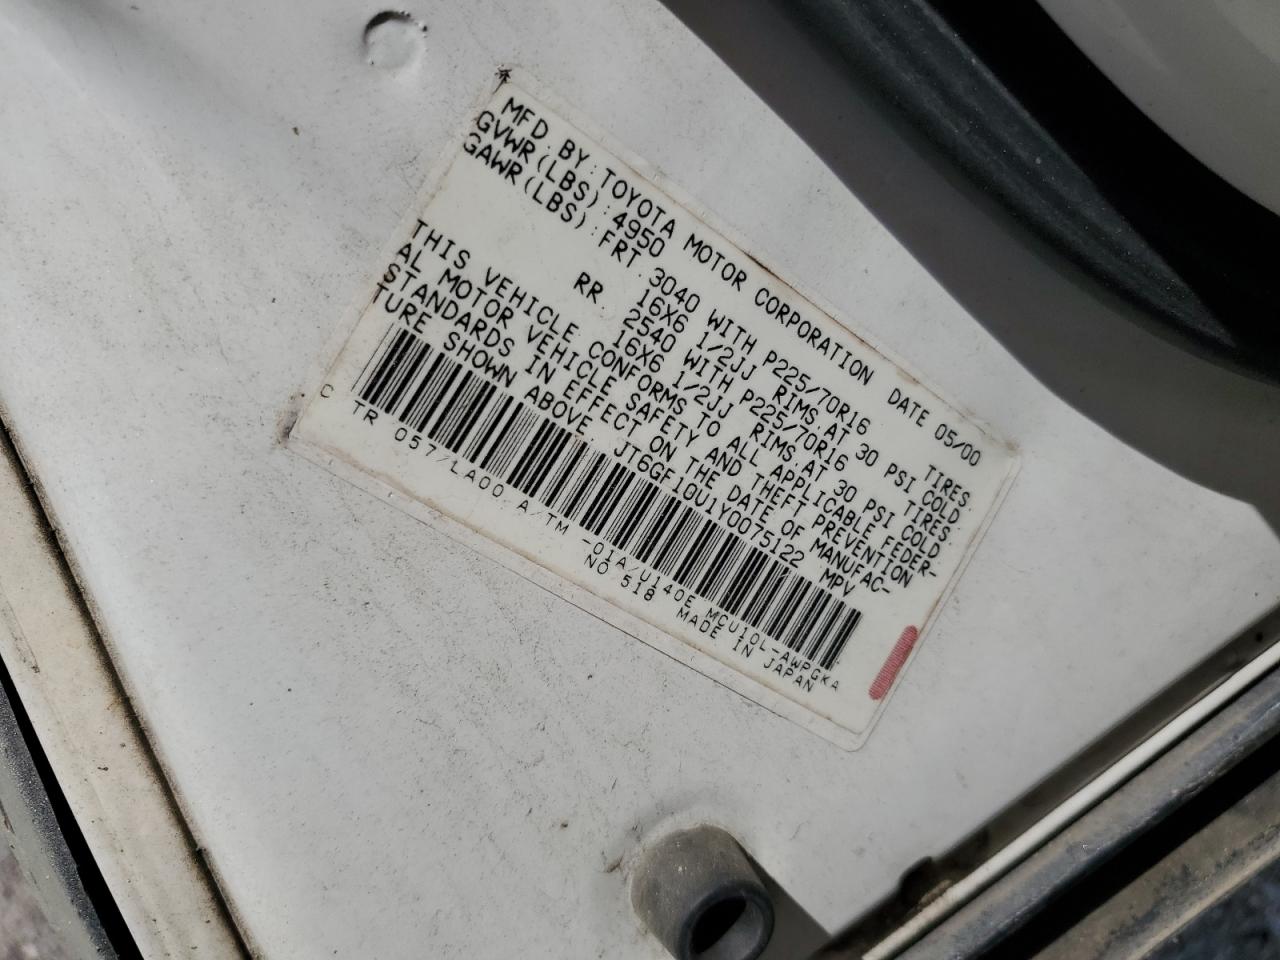 MFD. BY: TOYOTA MOTOR CORPORATION DATE 05/00
GVWR(LBS):4950
GAWR(LBS):FRT. 3040 WITH P225/70R16 TIRES
16X6 1/2JJ RIMS.AT 30 PSI COLD.
RR. 2540 WITH P225/70R16 TIRES.
16X6 1/2JJ RIMS.AT 30 PSI COLD
THIS VEHICLE CONFORMS TO ALL APPLICABLE FEDER-
AL MOTOR VEHICLE SAFETY AND THEFT PREVENTION
STANDARDS IN EFFECT ON THE DATE OF MANUFAC-
TURE SHOWN ABOVE. JT6GF10U1Y0075122 MPV
C TR 057/LA00 A/TM -01A/U140E MCU10L-AWPGKA
NO 518 MADE IN JAPAN